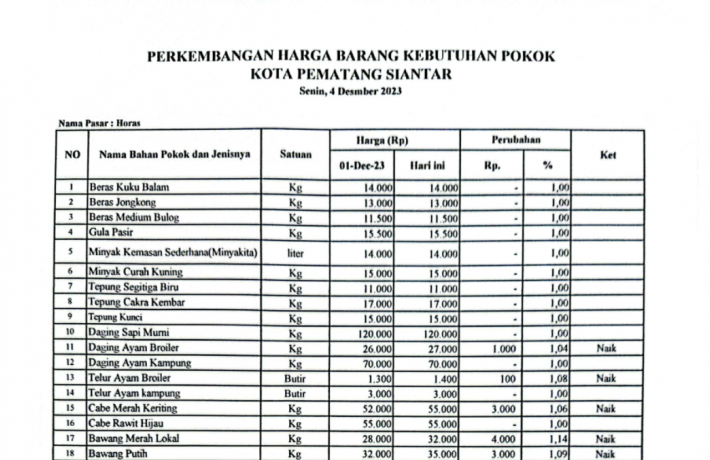 PERKEMBANGAN HARGA BARANG KEBUTUHAN POKOK
KOTA PEMATANG SIANTAR
Senin, 4 Desmber 2023
Nama Pasar : Horas
NO Nama Bahan Pokok dan Jenisnya Satuan Harga (Rp) Perubahan Ket
01-Dec-23 Hari ini Rp. %
1 Beras Kuku Balam Kg 14.000 14.000 - 1,00
2 Beras Jongkong Kg 13.000 13.000 - 1,00
3 Beras Medium Bulog Kg 11.500 11.500 - 1,00
4 Gula Pasir Kg 15.500 15.500 - 1,00
5 Minyak Kemasan Sederhana(Minyakita) liter 14.000 14.000 - 1,00
6 Minyak Curah Kuning Kg 15.000 15.000 - 1,00
7 Tepung Segitiga Biru Kg 11.000 11.000 - 1,00
8 Tepung Cakra Kembar Kg 17.000 17.000 - 1,00
9 Tepung Kunci Kg 15.000 15.000 - 1,00
10 Daging Sapi Murni Kg 120.000 120.000 - 1,00
11 Daging Ayam Broiler Kg 26.000 27.000 1.000 1,04 Naik
12 Daging Ayam Kampung Kg 70.000 70.000 - 1,00
13 Telur Ayam Broiler Butir 1.300 1.400 100 1,08 Naik
14 Telur Ayam kampung Butir 3.000 3.000 - 1,00
15 Cabe Merah Keriting Kg 52.000 55.000 3.000 1,06 Naik
16 Cabe Rawit Hijau Kg 55.000 55.000 - 1,00
17 Bawang Merah Lokal Kg 28.000 32.000 4.000 1,14 Naik
18 Bawang Putih Kg 32.000 35.000 3.000 1,09 Naik